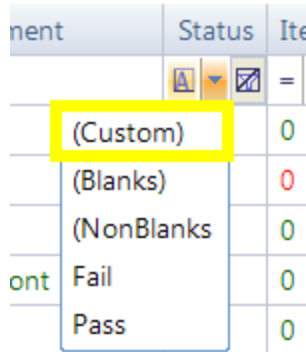 ment Status Ite
A =
(Custom) 0
(Blanks) 0
(NonBlanks 0
ont Fail 0
Pass 0